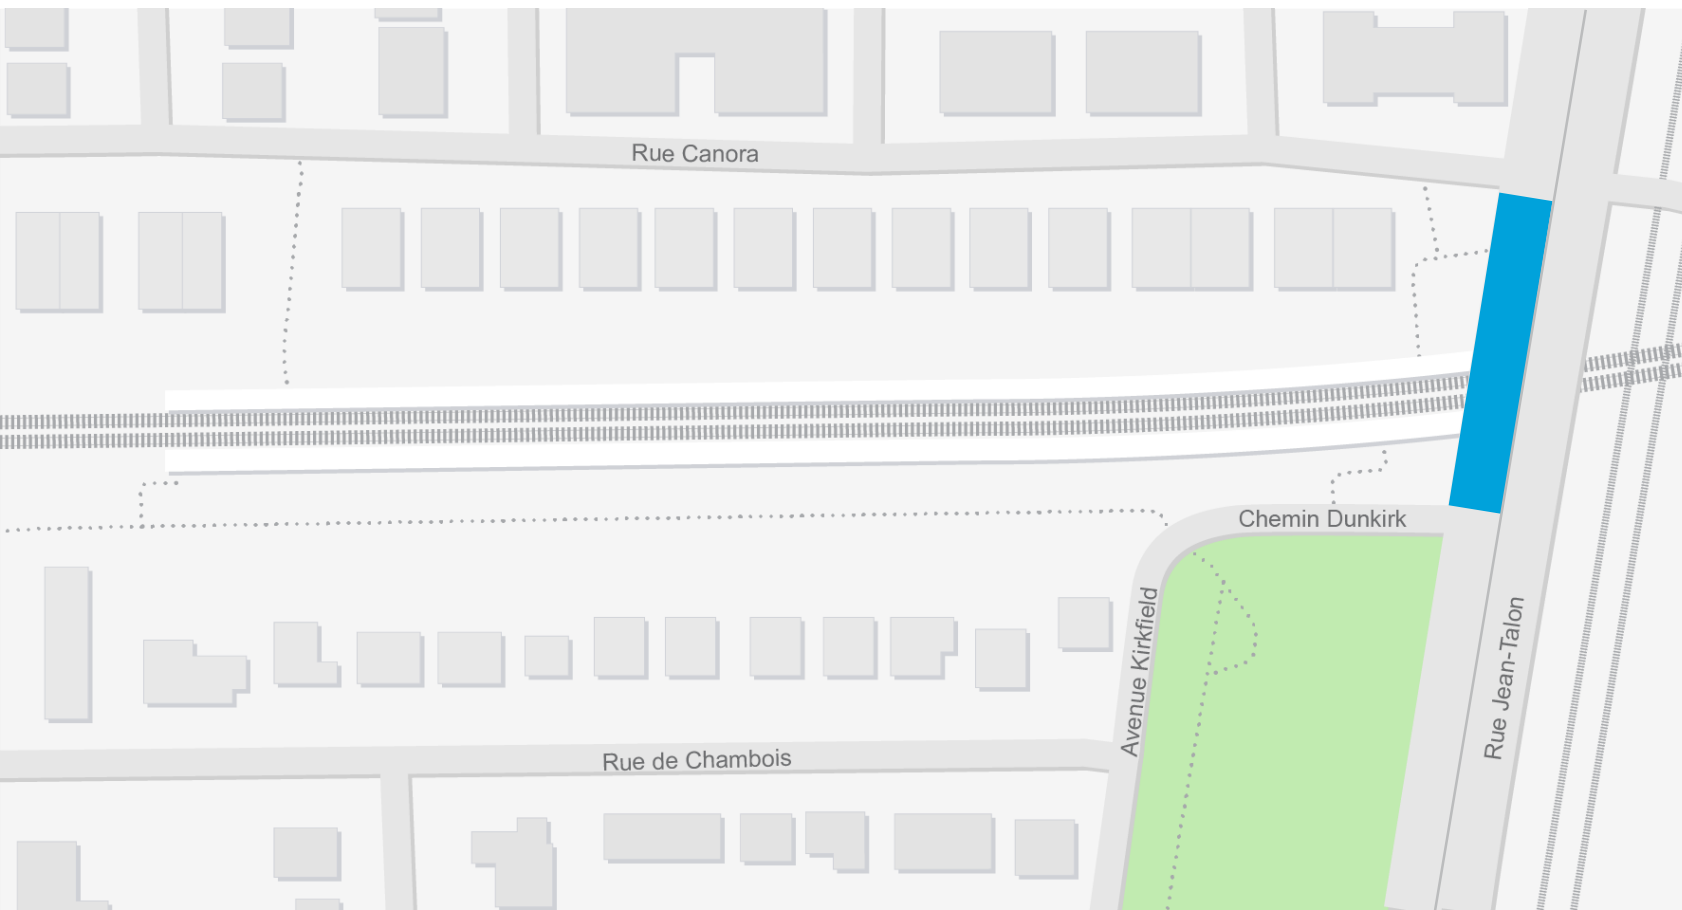 Rue Canora
Chemin Dunkirk
Avenue Kirkfield
Rue Jean-Talon
Rue de Chambois